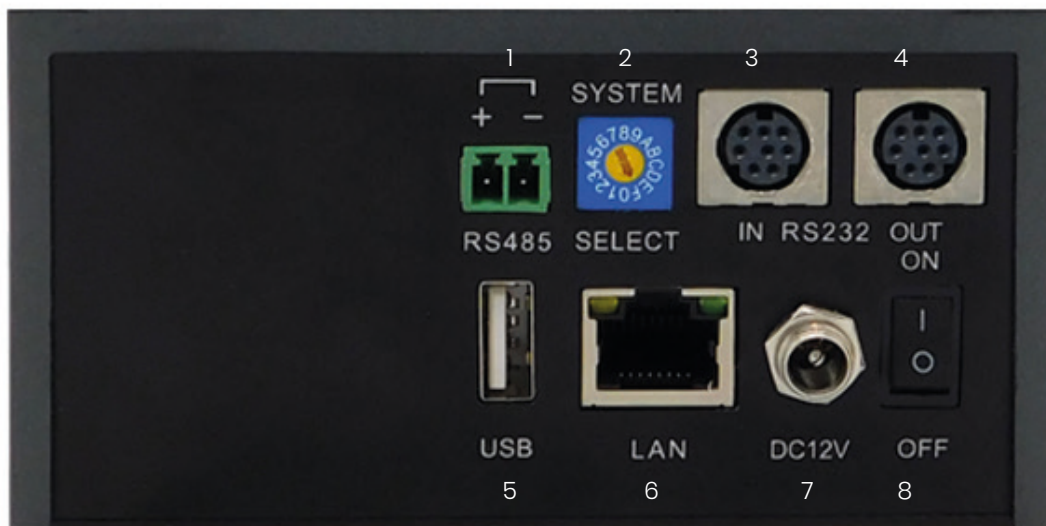 1 2 3 4
SYSTEM
+ −
0123456789ABCDEF
RS485 SELECT IN RS232 OUT
ON
I
O
USB LAN DC12V OFF
5 6 7 8